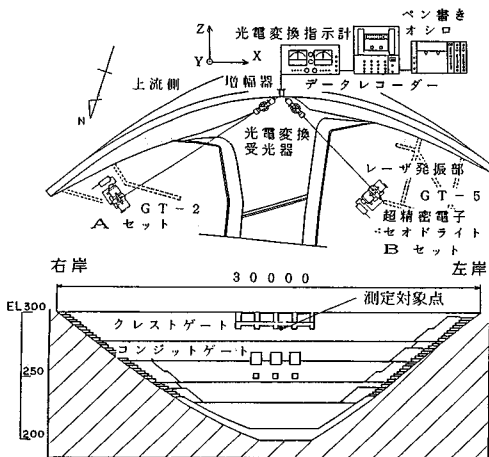 ペン書き
オシロ
光電変換指示計
Z
Y
X
上流側
増幅器
データレコーダー
N
光電変換
受光器
レーザ発振部
GT-2
GT-5
Aセット
超精密電子
セオドライト
Bセット
右岸
左岸
30000
EL300
測定対象点
クレストゲート
コンジットゲート
250
200